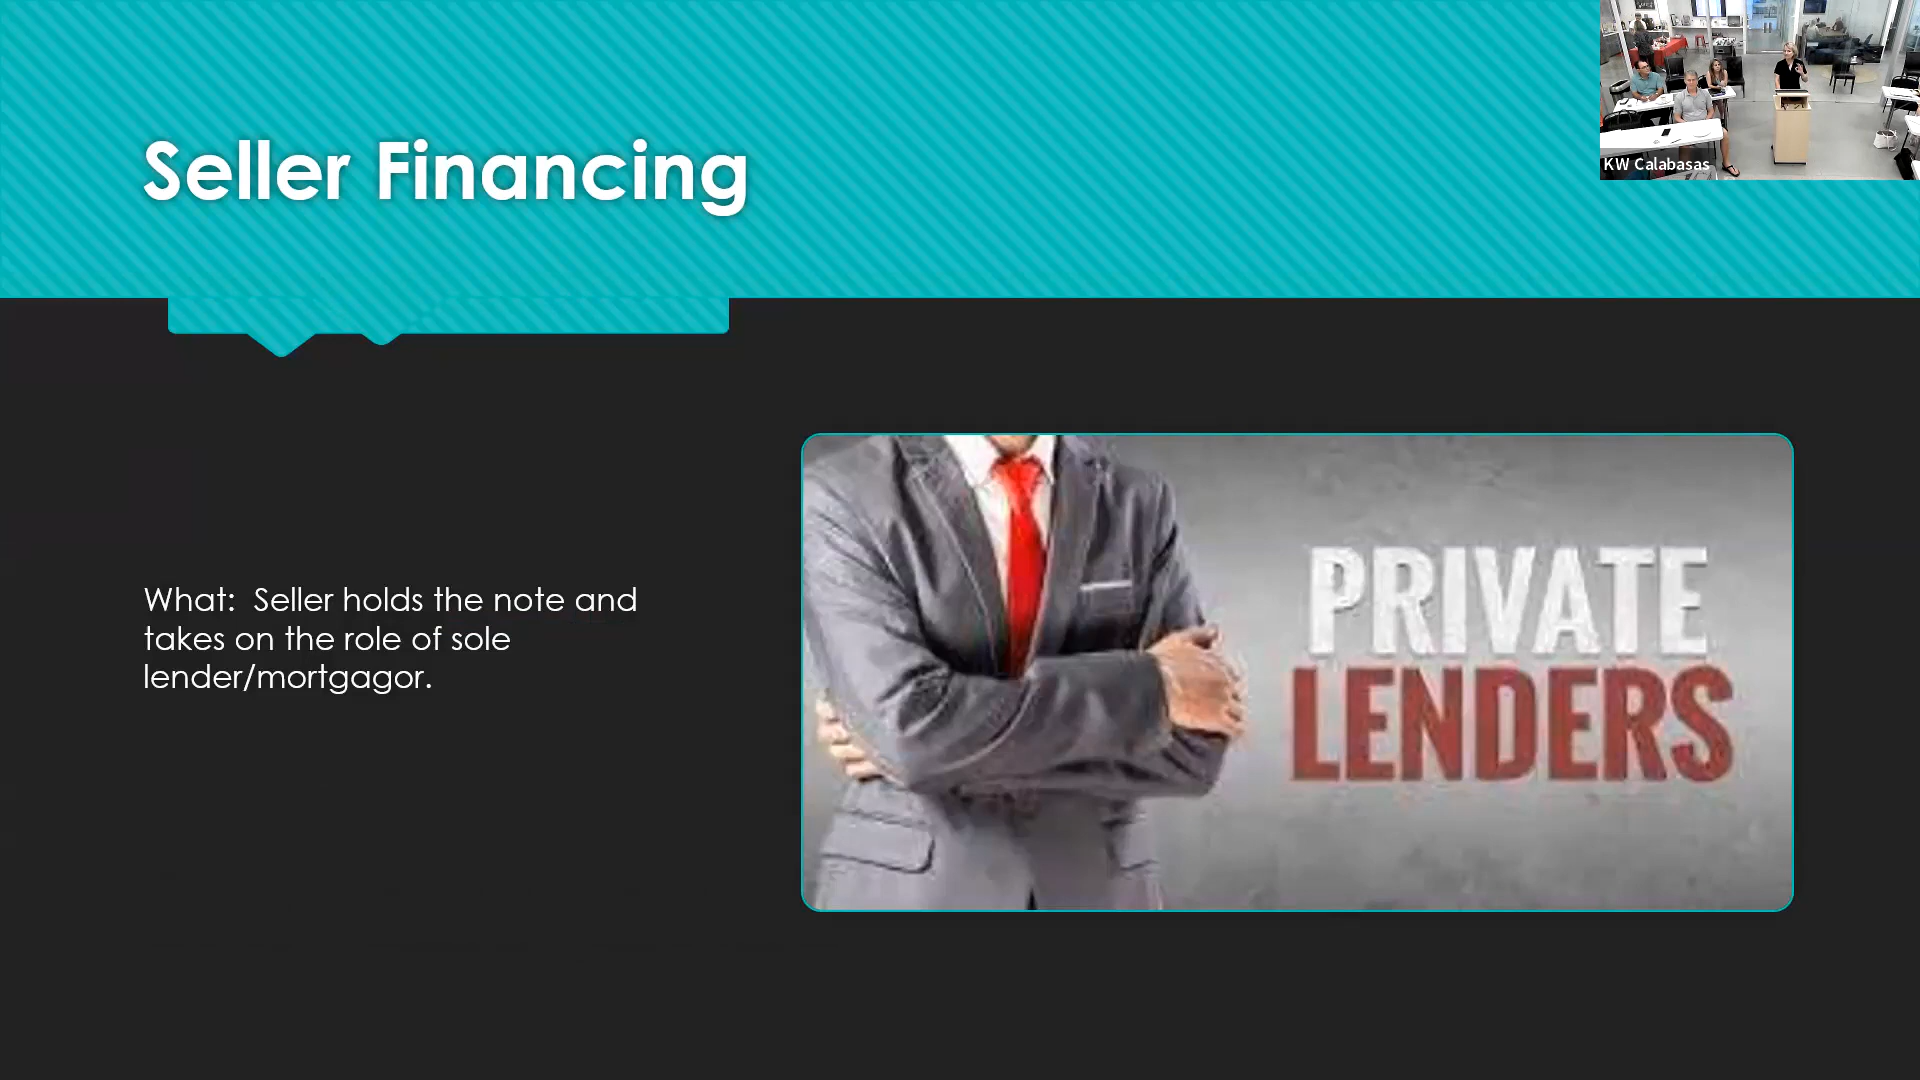 Seller Financing
KW Calabasas
What:  Seller holds the note and
takes on the role of sole
lender/mortgagor.
PRIVATE
LENDERS